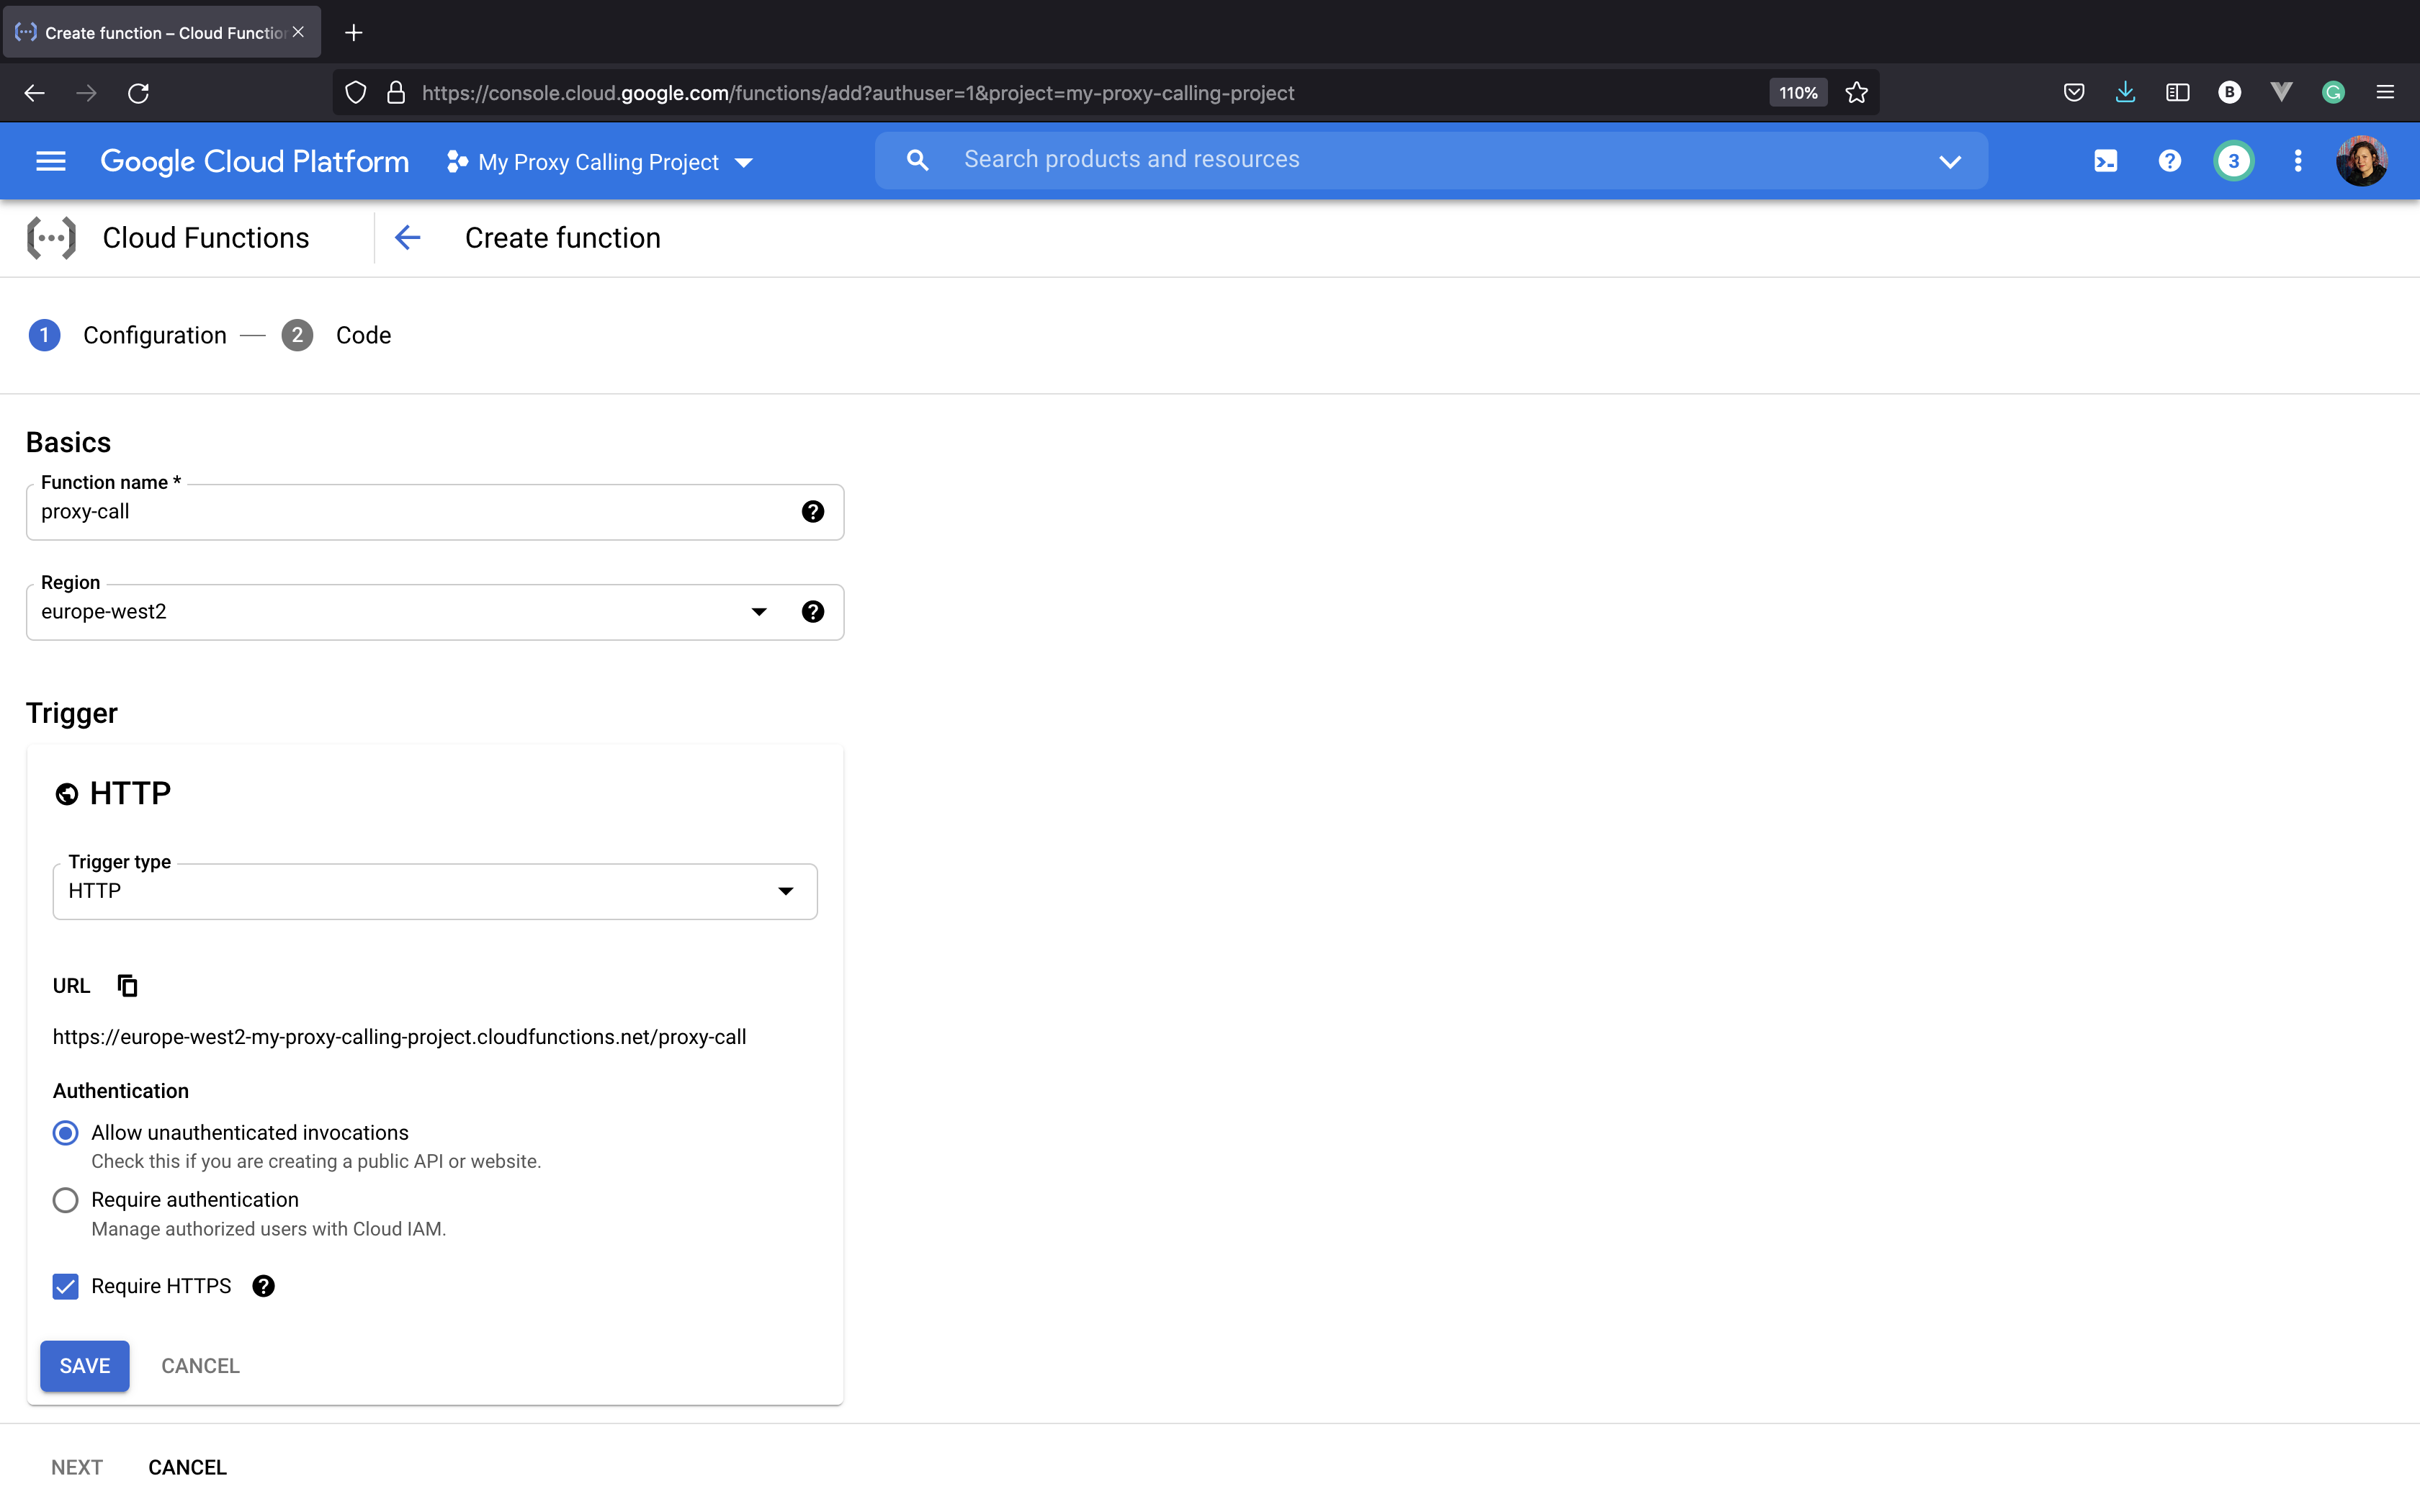 Create function – Cloud Functio
https://console.cloud.google.com/functions/add?authuser=1&project=my-proxy-calling-project
110%
B
G
Google Cloud Platform
My Proxy Calling Project
Search products and resources
?
3
Cloud Functions
Create function
1 Configuration — 2 Code
Basics
Function name *
proxy-call
?
Region
europe-west2
?
Trigger
HTTP
Trigger type
HTTP
URL
https://europe-west2-my-proxy-calling-project.cloudfunctions.net/proxy-call
Authentication
Allow unauthenticated invocations
Check this if you are creating a public API or website.
Require authentication
Manage authorized users with Cloud IAM.
Require HTTPS ?
SAVE CANCEL
NEXT CANCEL